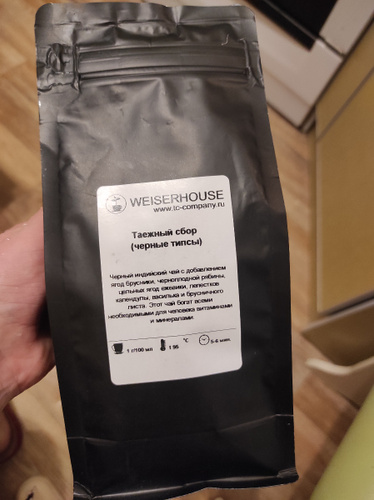 WEISERHOUSE
www.tc-company.ru
Таежный сбор
(черные типсы)
Черный индийский чай с добавлением
ягод брусники, черноплодной рябины,
цельных ягод ежевики, лепестков
календулы, василька и брусничного
листа. Этот чай богат всеми
необходимыми для человека витаминами
и минералами.
1 г/100 мл
t 95 °C
5-6 мин.